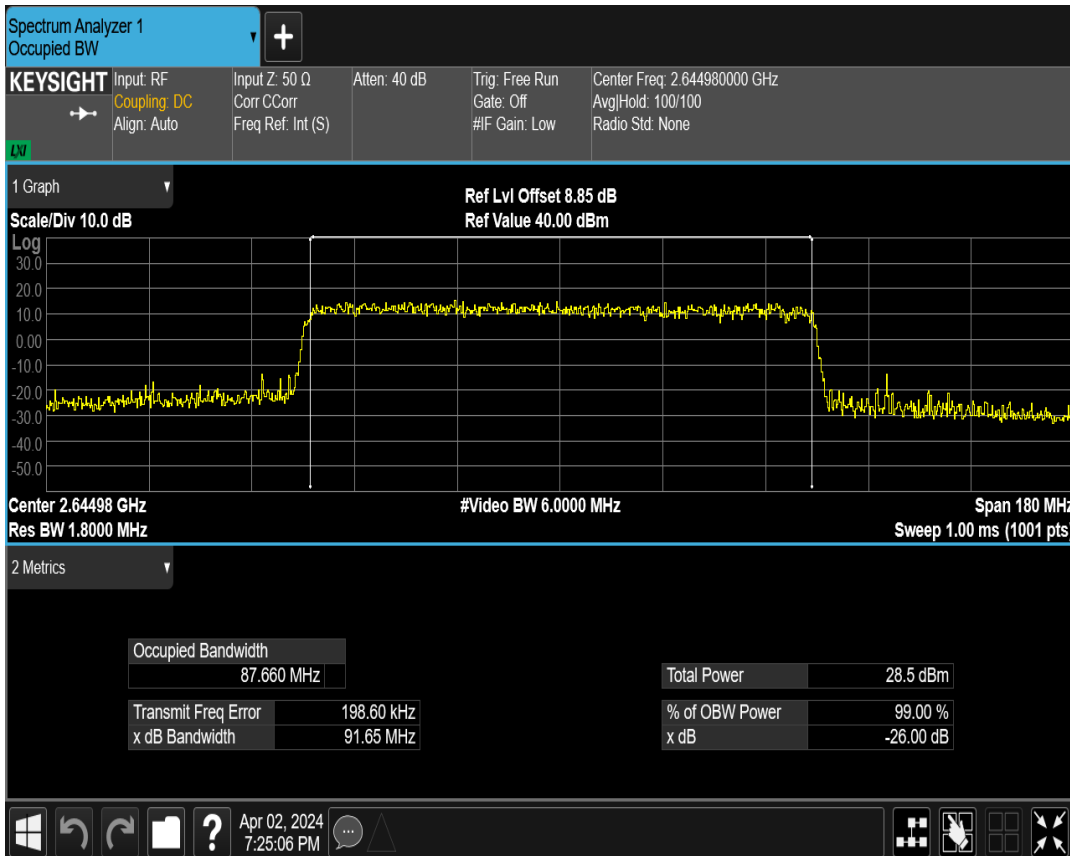 Spectrum Analyzer 1
Occupied BW
+
KEYSIGHT
LXI
Input: RF
Coupling: DC
Align: Auto
Input Z: 50 Ω
Corr CCorr
Freq Ref: Int (S)
Atten: 40 dB
Trig: Free Run
Gate: Off
#IF Gain: Low
Center Freq: 2.644980000 GHz
Avg|Hold: 100/100
Radio Std: None
1 Graph
Scale/Div 10.0 dB
Ref Lvl Offset 8.85 dB
Ref Value 40.00 dBm
Log
30.0
20.0
10.0
0.00
-10.0
-20.0
-30.0
-40.0
-50.0
Center 2.64498 GHz
#Video BW 6.0000 MHz
Span 180 MHz
Res BW 1.8000 MHz
Sweep 1.00 ms (1001 pts)
2 Metrics
Occupied Bandwidth
87.660 MHz
Total Power 28.5 dBm
Transmit Freq Error 198.60 kHz
% of OBW Power 99.00 %
x dB Bandwidth 91.65 MHz
x dB -26.00 dB
?
Apr 02, 2024
7:25:06 PM